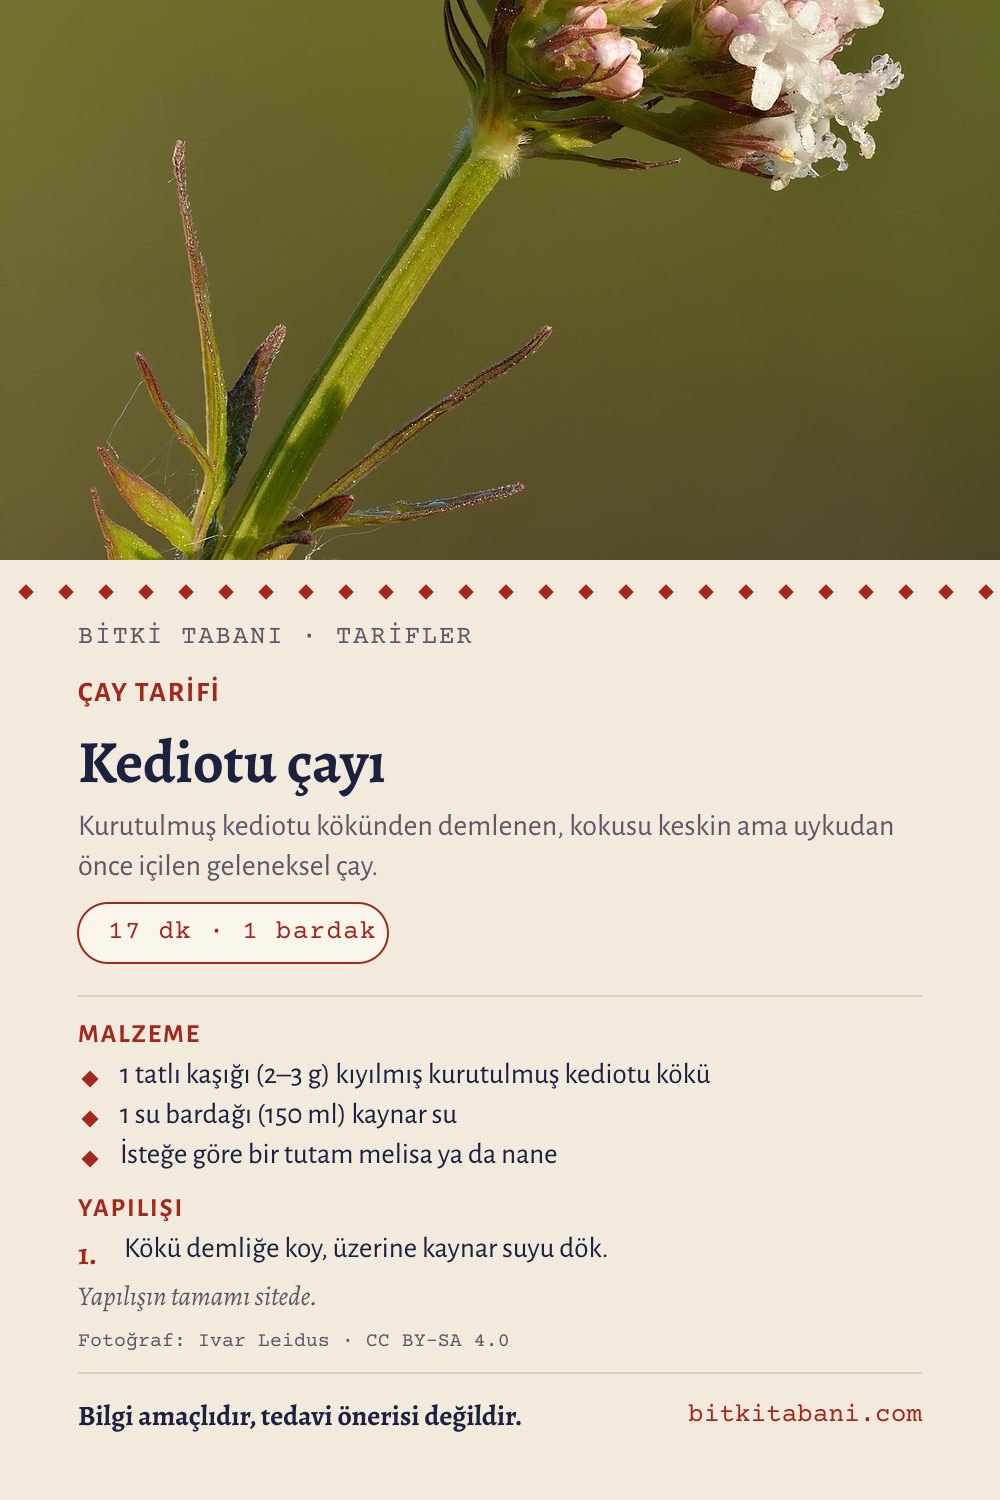 BİTKİ TABANI · TARİFLER
ÇAY TARİFİ
Kediotu çayı
Kurutulmuş kediotu kökünden demlenen, kokusu keskin ama uykudan
önce içilen geleneksel çay.
17 dk · 1 bardak
MALZEME
1 tatlı kaşığı (2–3 g) kıyılmış kurutulmuş kediotu kökü
1 su bardağı (150 ml) kaynar su
İsteğe göre bir tutam melisa ya da nane
YAPILIŞI
1. Kökü demliğe koy, üzerine kaynar suyu dök.
Yapılışın tamamı sitede.
Fotoğraf: Ivar Leidus · CC BY-SA 4.0
Bilgi amaçlıdır, tedavi önerisi değildir.
bitkitabani.com